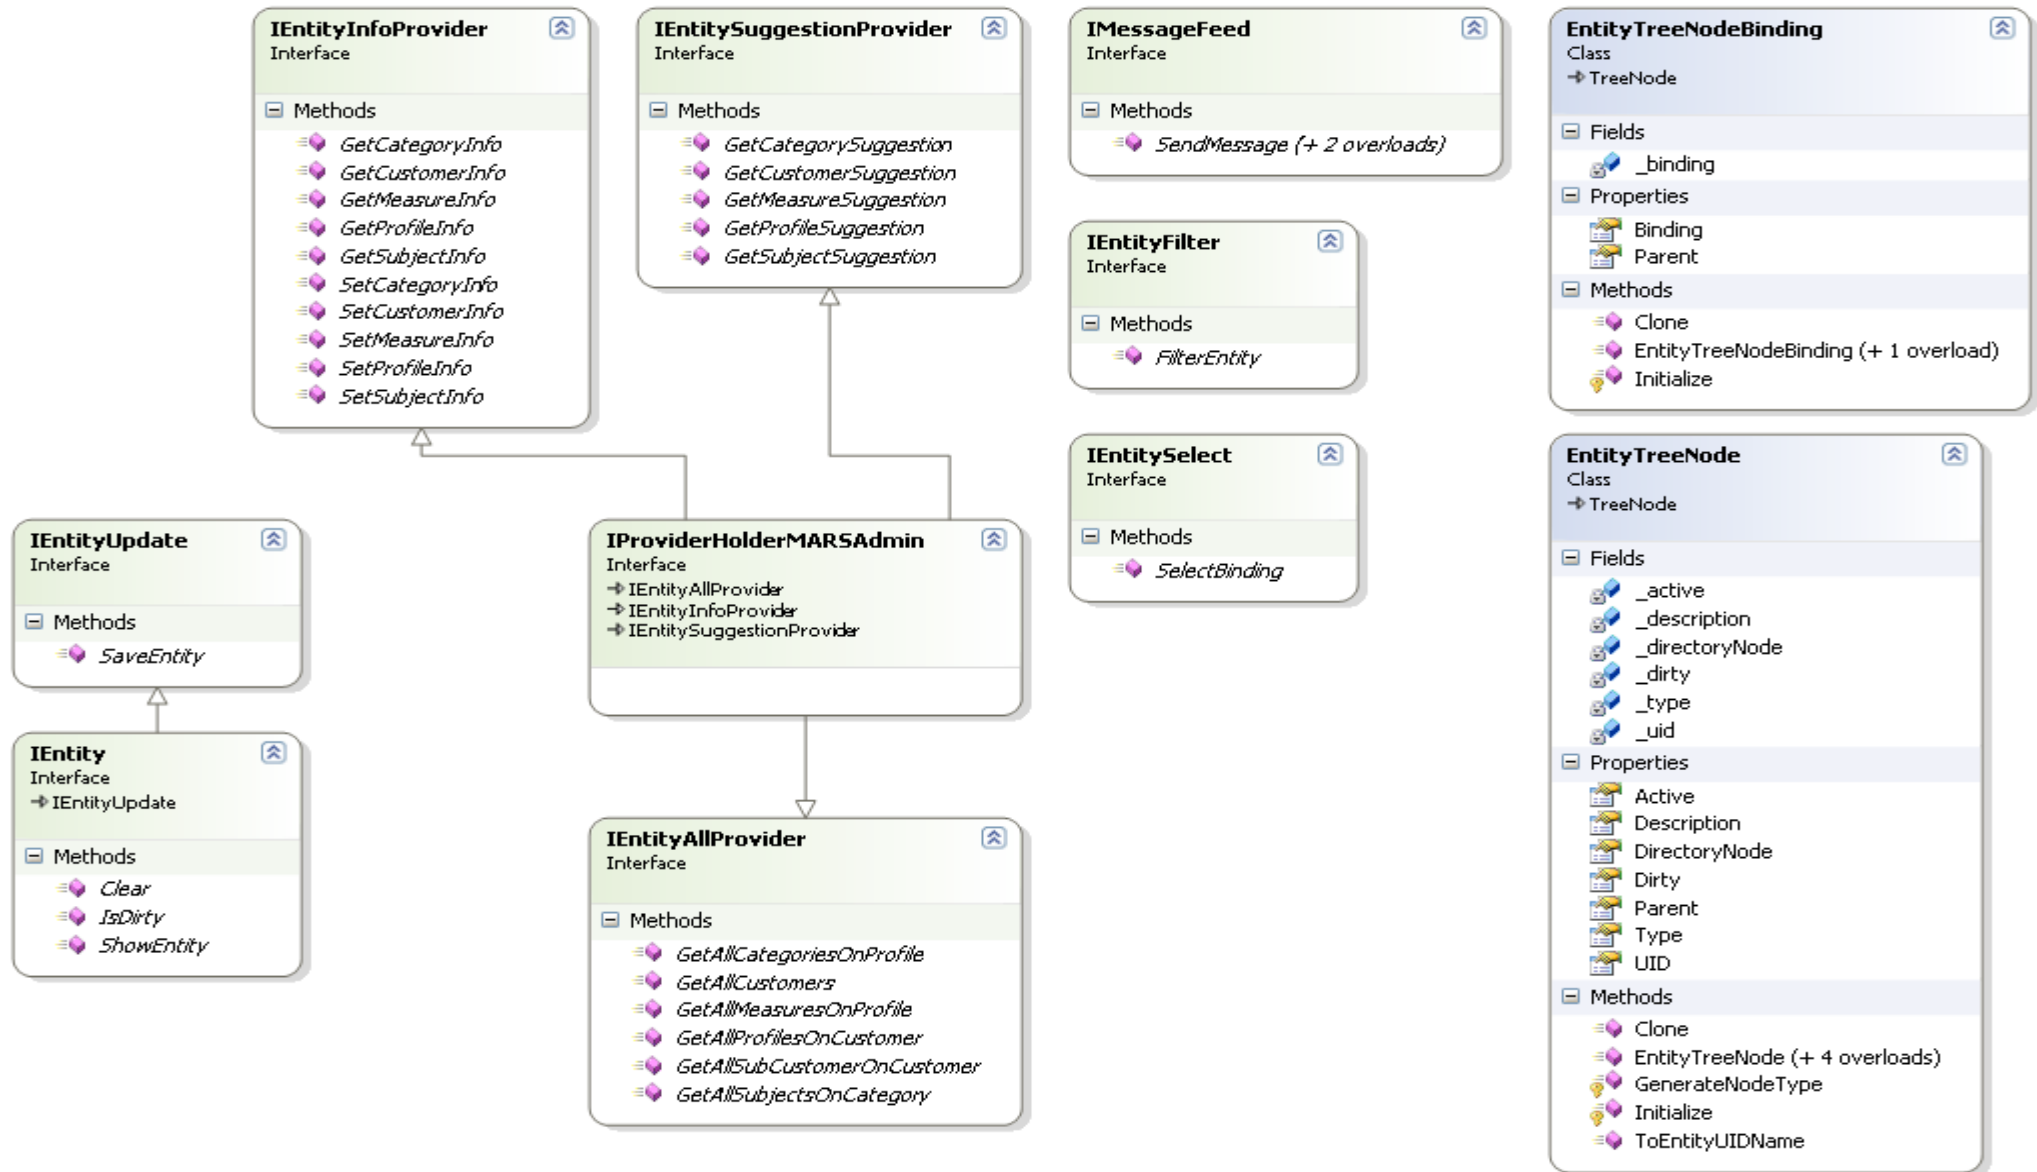 IEntityInfoProvider
Interface
Methods
GetCategoryInfo
GetCustomerInfo
GetMeasureInfo
GetProfileInfo
GetSubjectInfo
SetCategoryInfo
SetCustomerInfo
SetMeasureInfo
SetProfileInfo
SetSubjectInfo
IEntitySuggestionProvider
Interface
Methods
GetCategorySuggestion
GetCustomerSuggestion
GetMeasureSuggestion
GetProfileSuggestion
GetSubjectSuggestion
IMessageFeed
Interface
Methods
SendMessage (+ 2 overloads)
IEntityFilter
Interface
Methods
FilterEntity
IEntitySelect
Interface
Methods
SelectBinding
EntityTreeNodeBinding
Class
TreeNode
Fields
_binding
Properties
Binding
Parent
Methods
Clone
EntityTreeNodeBinding (+ 1 overload)
Initialize
IEntityUpdate
Interface
Methods
SaveEntity
IEntity
Interface
IEntityUpdate
Methods
Clear
IsDirty
ShowEntity
IProviderHolderMARSAdmin
Interface
IEntityAllProvider
IEntityInfoProvider
IEntitySuggestionProvider
IEntityAllProvider
Interface
Methods
GetAllCategoriesOnProfile
GetAllCustomers
GetAllMeasuresOnProfile
GetAllProfilesOnCustomer
GetAllSubCustomerOnCustomer
GetAllSubjectsOnCategory
EntityTreeNode
Class
TreeNode
Fields
_active
_description
_directoryNode
_dirty
_type
_uid
Properties
Active
Description
DirectoryNode
Dirty
Parent
Type
UID
Methods
Clone
EntityTreeNode (+ 4 overloads)
GenerateNodeType
Initialize
ToEntityUIDName